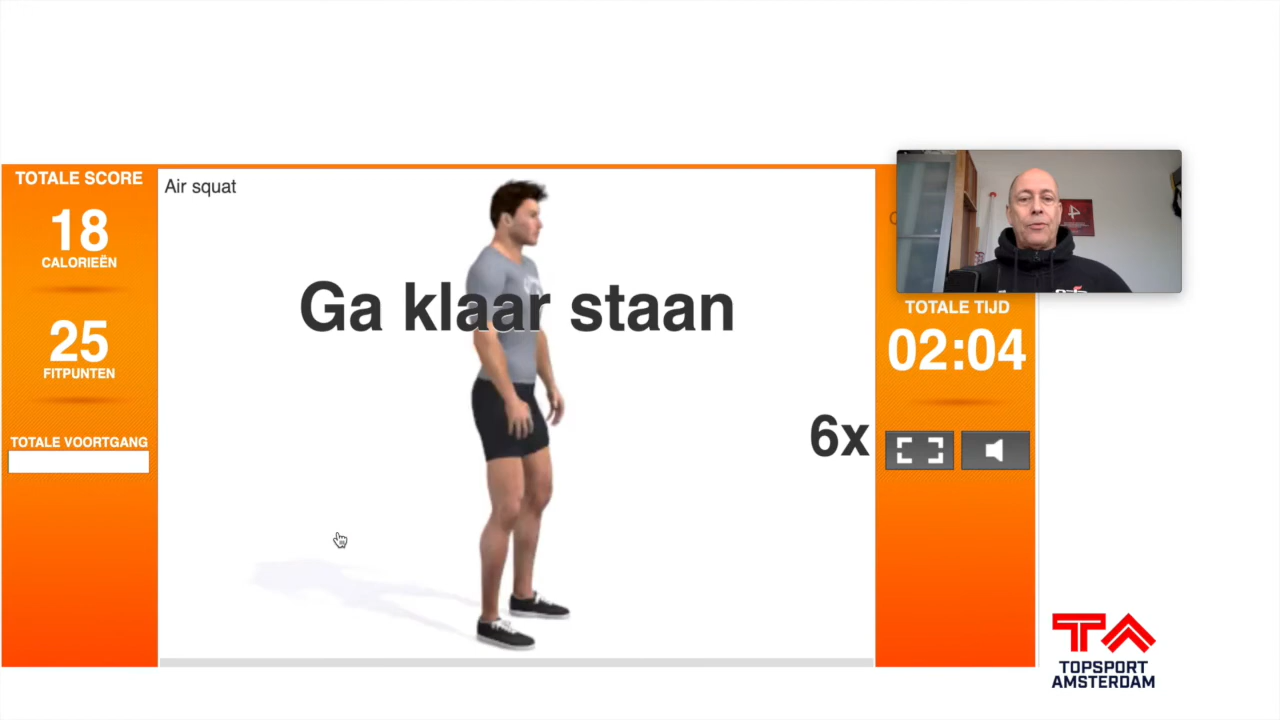 TOTALE SCORE
18
CALORIEËN
25
FITPUNTEN
TOTALE VOORTGANG
Air squat
Ga klaar staan
6x
TOTALE TIJD
02:04
4
TOPSPORT
AMSTERDAM